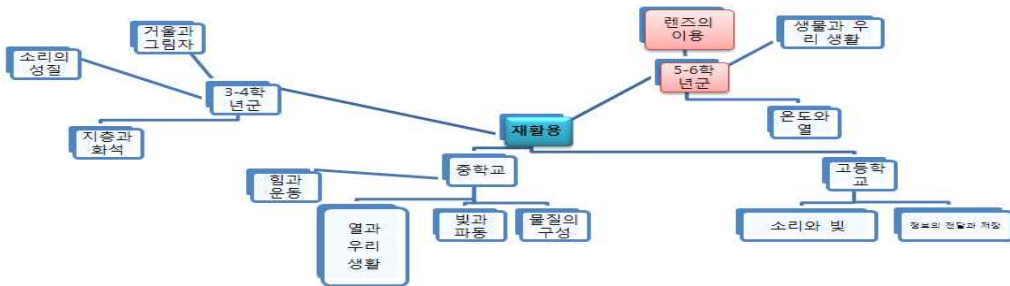 거울과
그림자
렌즈의
이용
생물과 우
리 생활
소리의
성질
3-4학
년군
5-6학
년군
지층과
화석
재활용
온도와
열
힘과
운동
중학교
고등학
교
열과
우리
생활
빛과
파동
물질의
구성
소리와 빛
정보의 전달과 저장